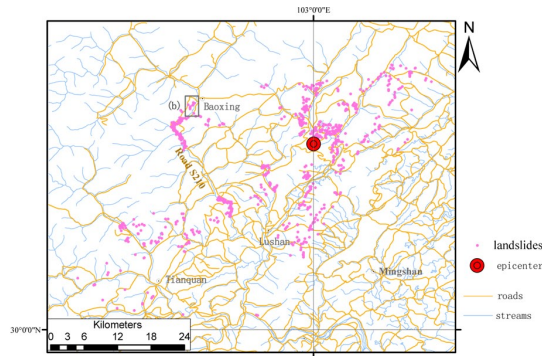 103°0′0″E
N
(b)
Baoxing
Road S210
Lushan
Mingshan
Tianquan
landslides
epicenter
roads
streams
30°0′0″N
Kilometers
0 3 6 12 18 24